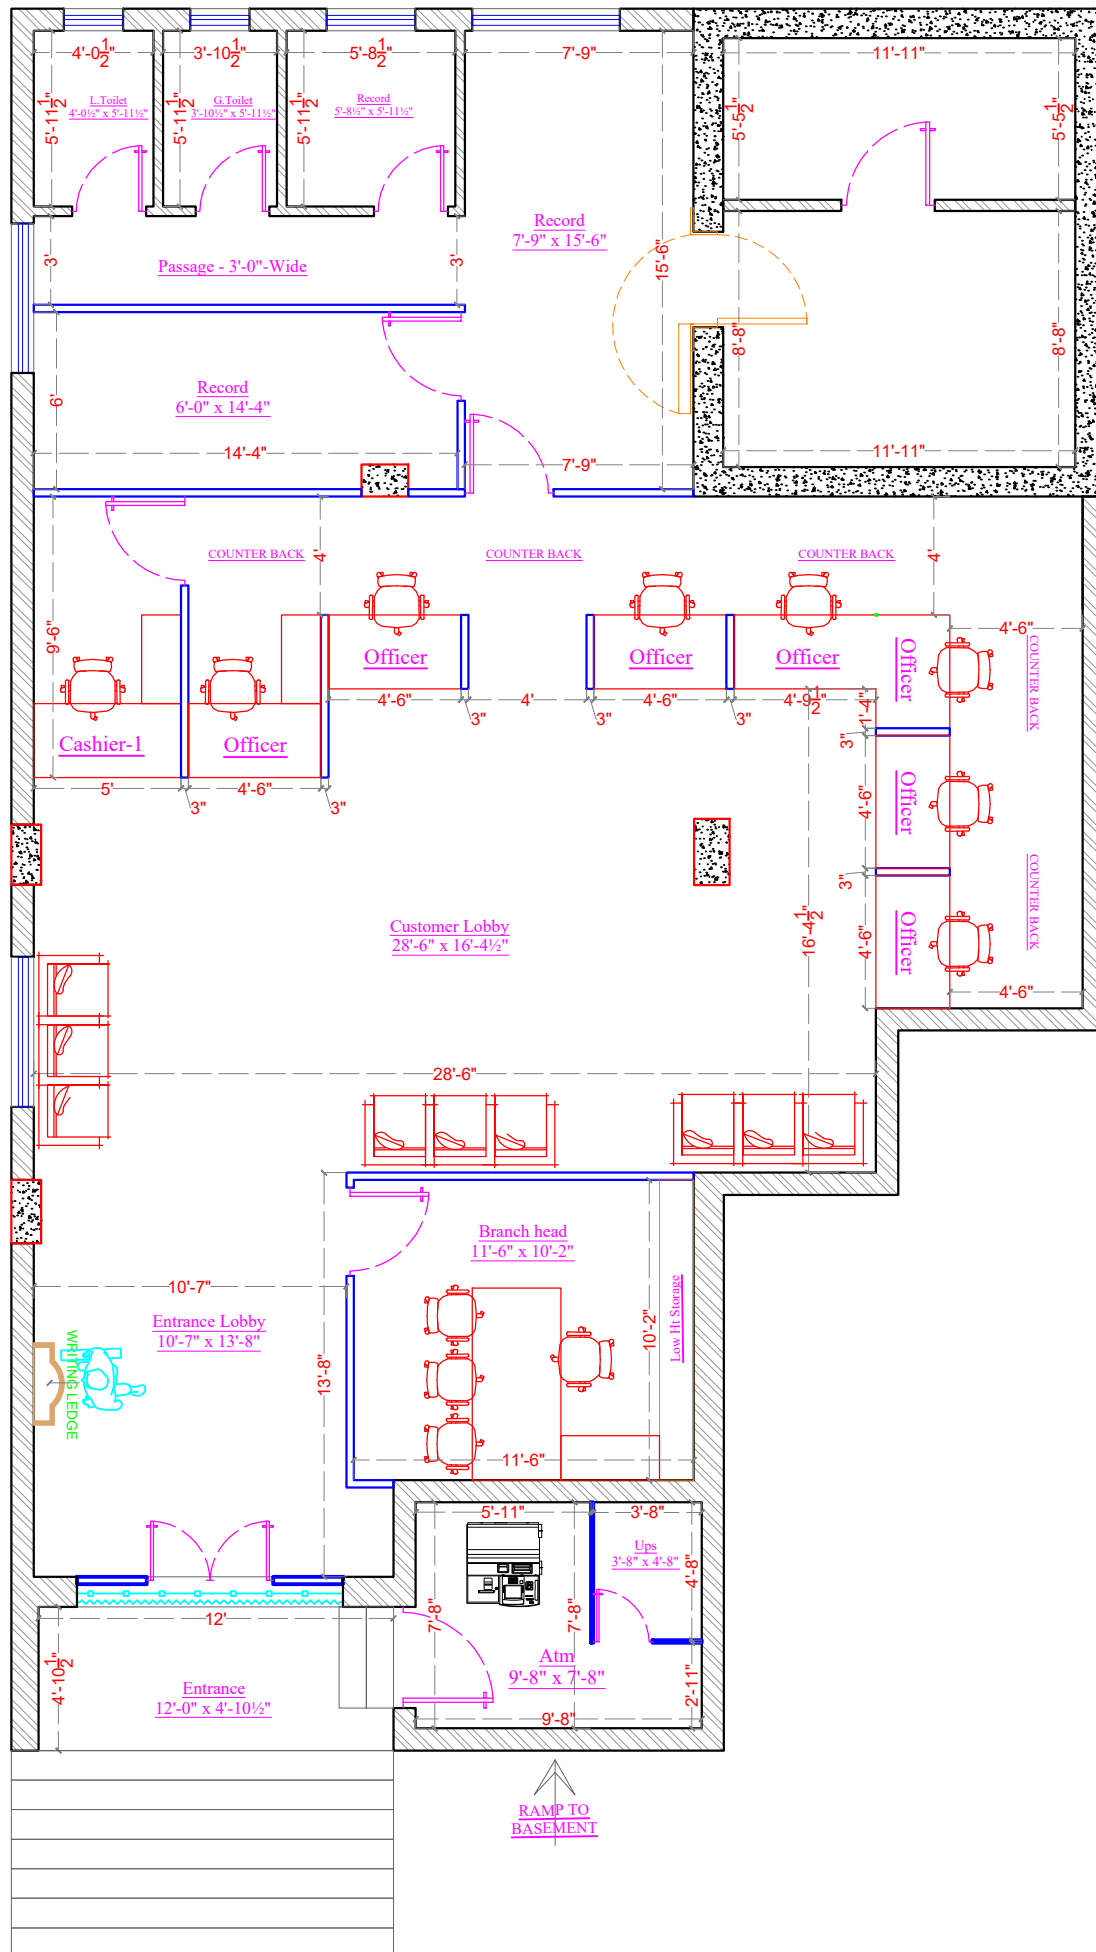 4'-0½"
3'-10½"
5'-8½"
7'-9"
11'-11"
5'-11½"
L.Toilet
4'-0½" x 5'-11½"
5'-11½"
G.Toilet
3'-10½" x 5'-11½"
5'-11½"
Record
5'-8½" x 5'-11½"
5'-5½"
5'-5½"
Record
7'-9" x 15'-6"
15'-6"
3'
Passage - 3'-0"-Wide
3'
8'-8"
8'-8"
Record
6'-0" x 14'-4"
6'
14'-4"
7'-9"
11'-11"
COUNTER BACK
4'
COUNTER BACK
COUNTER BACK
4'
9'-6"
4'-6"
Officer
Officer
Officer
Officer
COUNTER BACK
4'-6"
3"
4'
3"
4'-6"
3"
4'-9½"
1'-4"
3"
Cashier-1
Officer
5'
3"
4'-6"
3"
4'-6"
Officer
3"
COUNTER BACK
Customer Lobby
28'-6" x 16'-4½"
16'-4½"
4'-6"
Officer
4'-6"
28'-6"
Branch head
11'-6" x 10'-2"
10'-7"
Entrance Lobby
10'-7" x 13'-8"
13'-8"
10'-2"
Low Ht Storage
WRITING LEDGE
11'-6"
5'-11"
3'-8"
Ups
3'-8" x 4'-8"
4'-8"
12'
7'-8"
7'-8"
Atm
9'-8" x 7'-8"
4'-10½"
Entrance
12'-0" x 4'-10½"
2'-11"
9'-8"
RAMP TO
BASEMENT